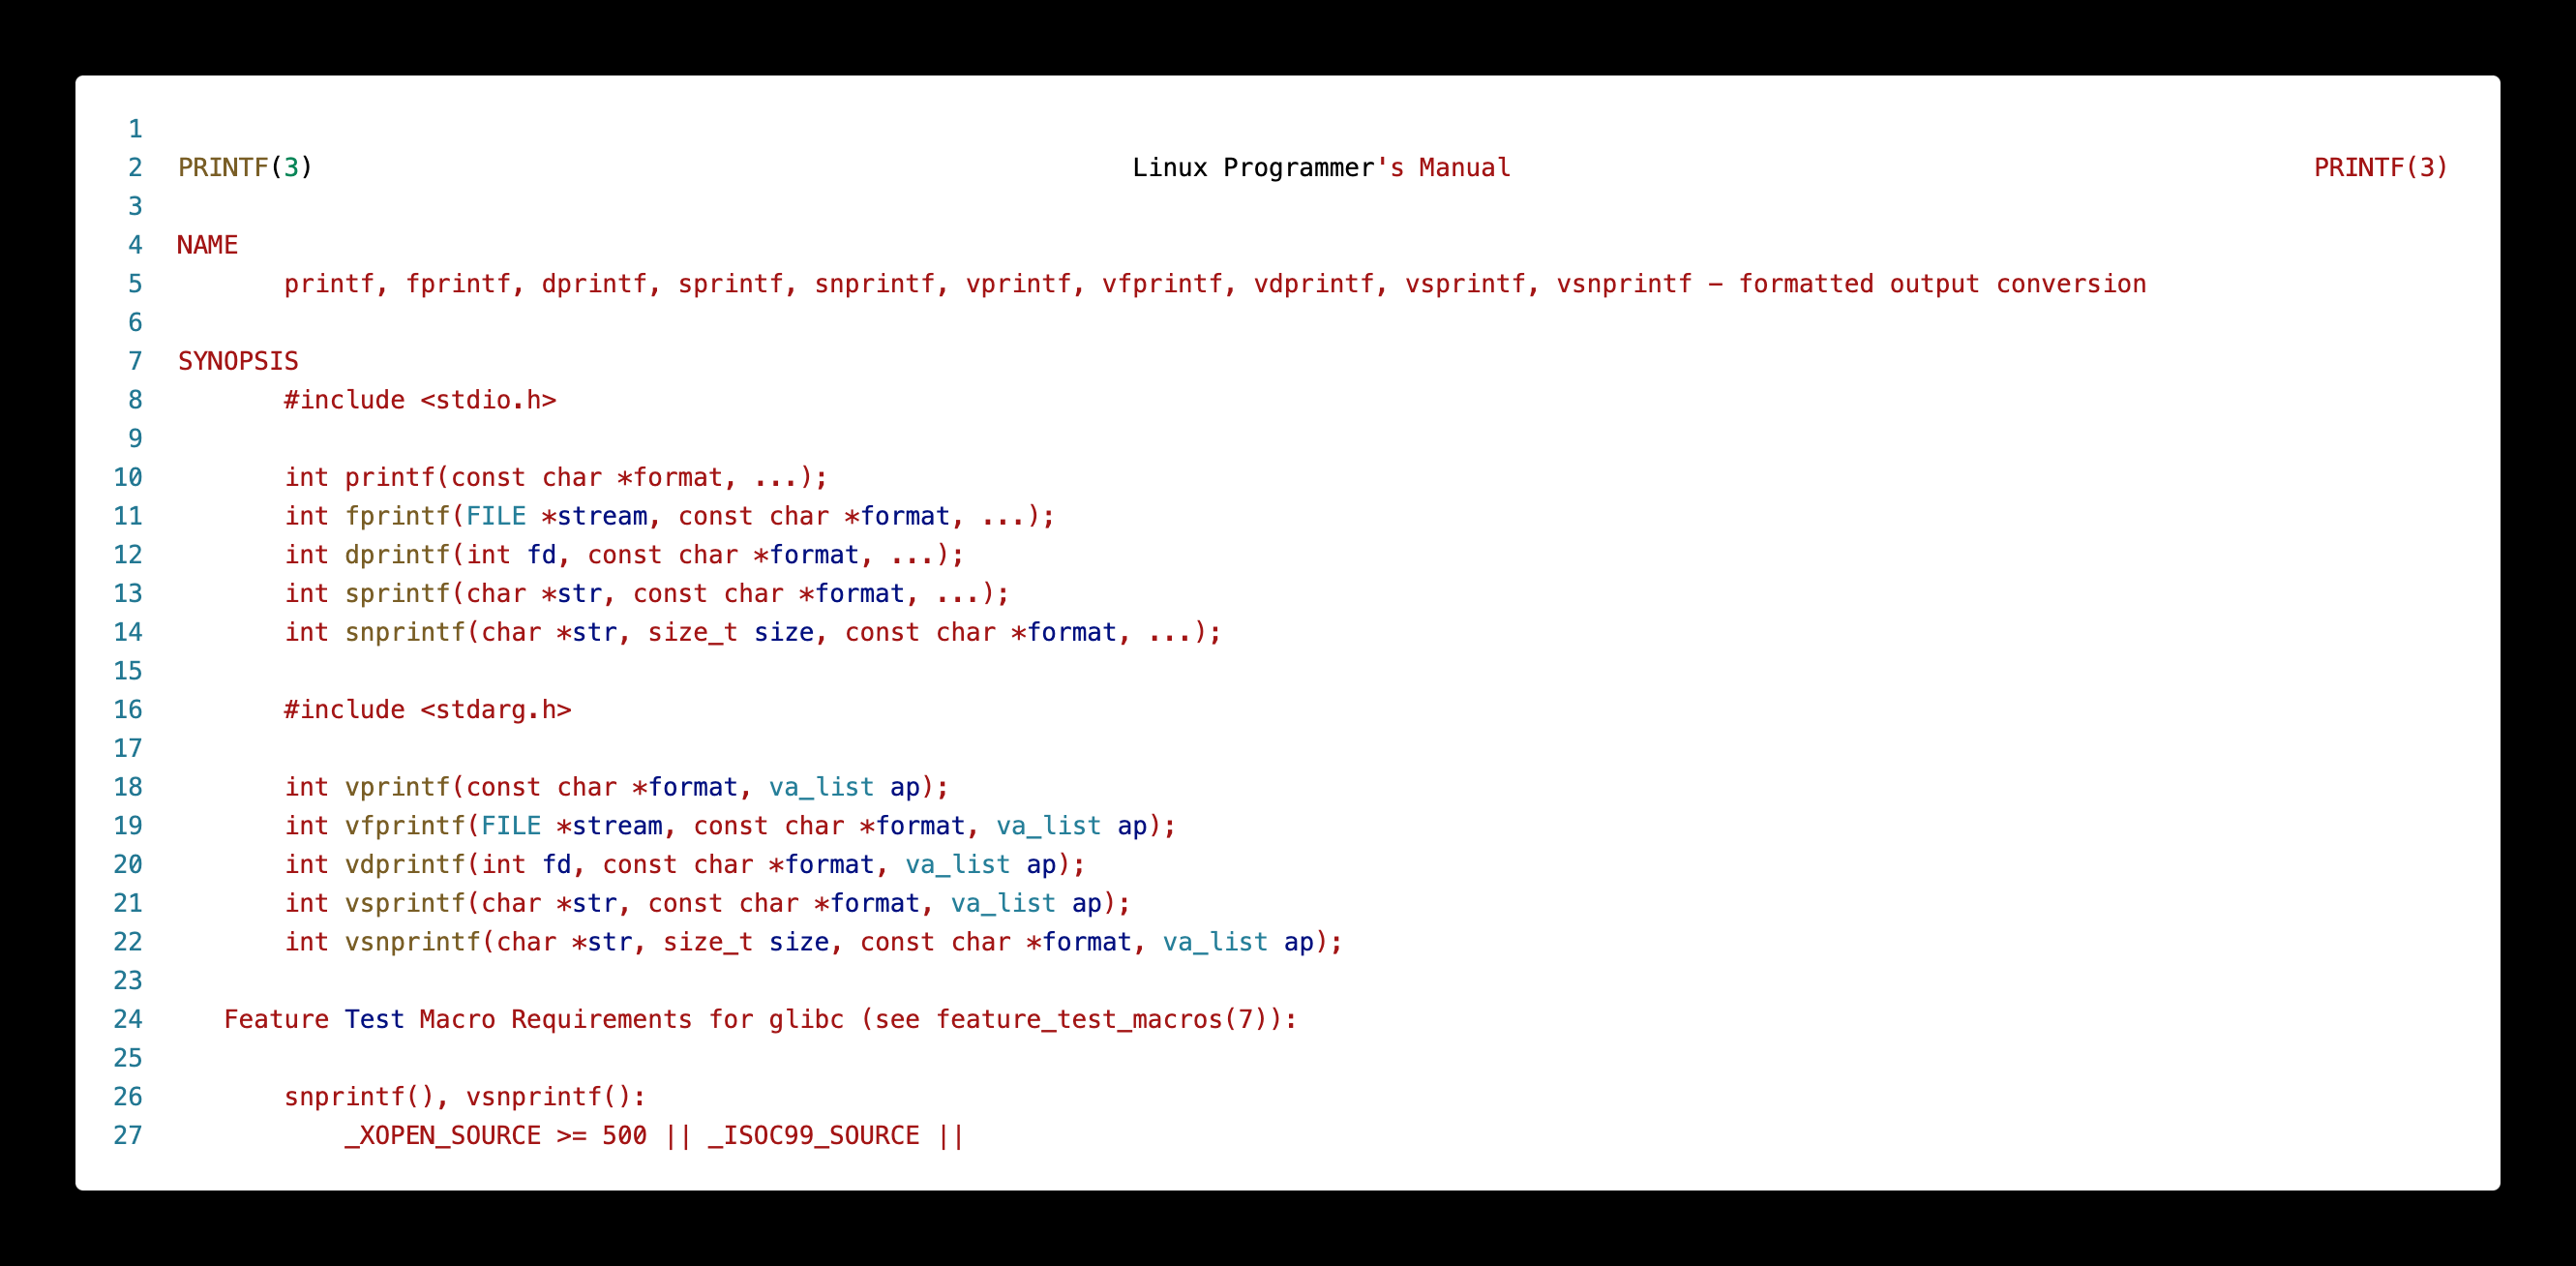 1
2 PRINTF(3) Linux Programmer's Manual PRINTF(3)
3
4 NAME
5 printf, fprintf, dprintf, sprintf, snprintf, vprintf, vfprintf, vdprintf, vsprintf, vsnprintf - formatted output conversion
6
7 SYNOPSIS
8 #include <stdio.h>
9
10 int printf(const char *format, ...);
11 int fprintf(FILE *stream, const char *format, ...);
12 int dprintf(int fd, const char *format, ...);
13 int sprintf(char *str, const char *format, ...);
14 int snprintf(char *str, size_t size, const char *format, ...);
15
16 #include <stdarg.h>
17
18 int vprintf(const char *format, va_list ap);
19 int vfprintf(FILE *stream, const char *format, va_list ap);
20 int vdprintf(int fd, const char *format, va_list ap);
21 int vsprintf(char *str, const char *format, va_list ap);
22 int vsnprintf(char *str, size_t size, const char *format, va_list ap);
23
24 Feature Test Macro Requirements for glibc (see feature_test_macros(7)):
25
26 snprintf(), vsnprintf():
27 _XOPEN_SOURCE >= 500 || _ISOC99_SOURCE ||